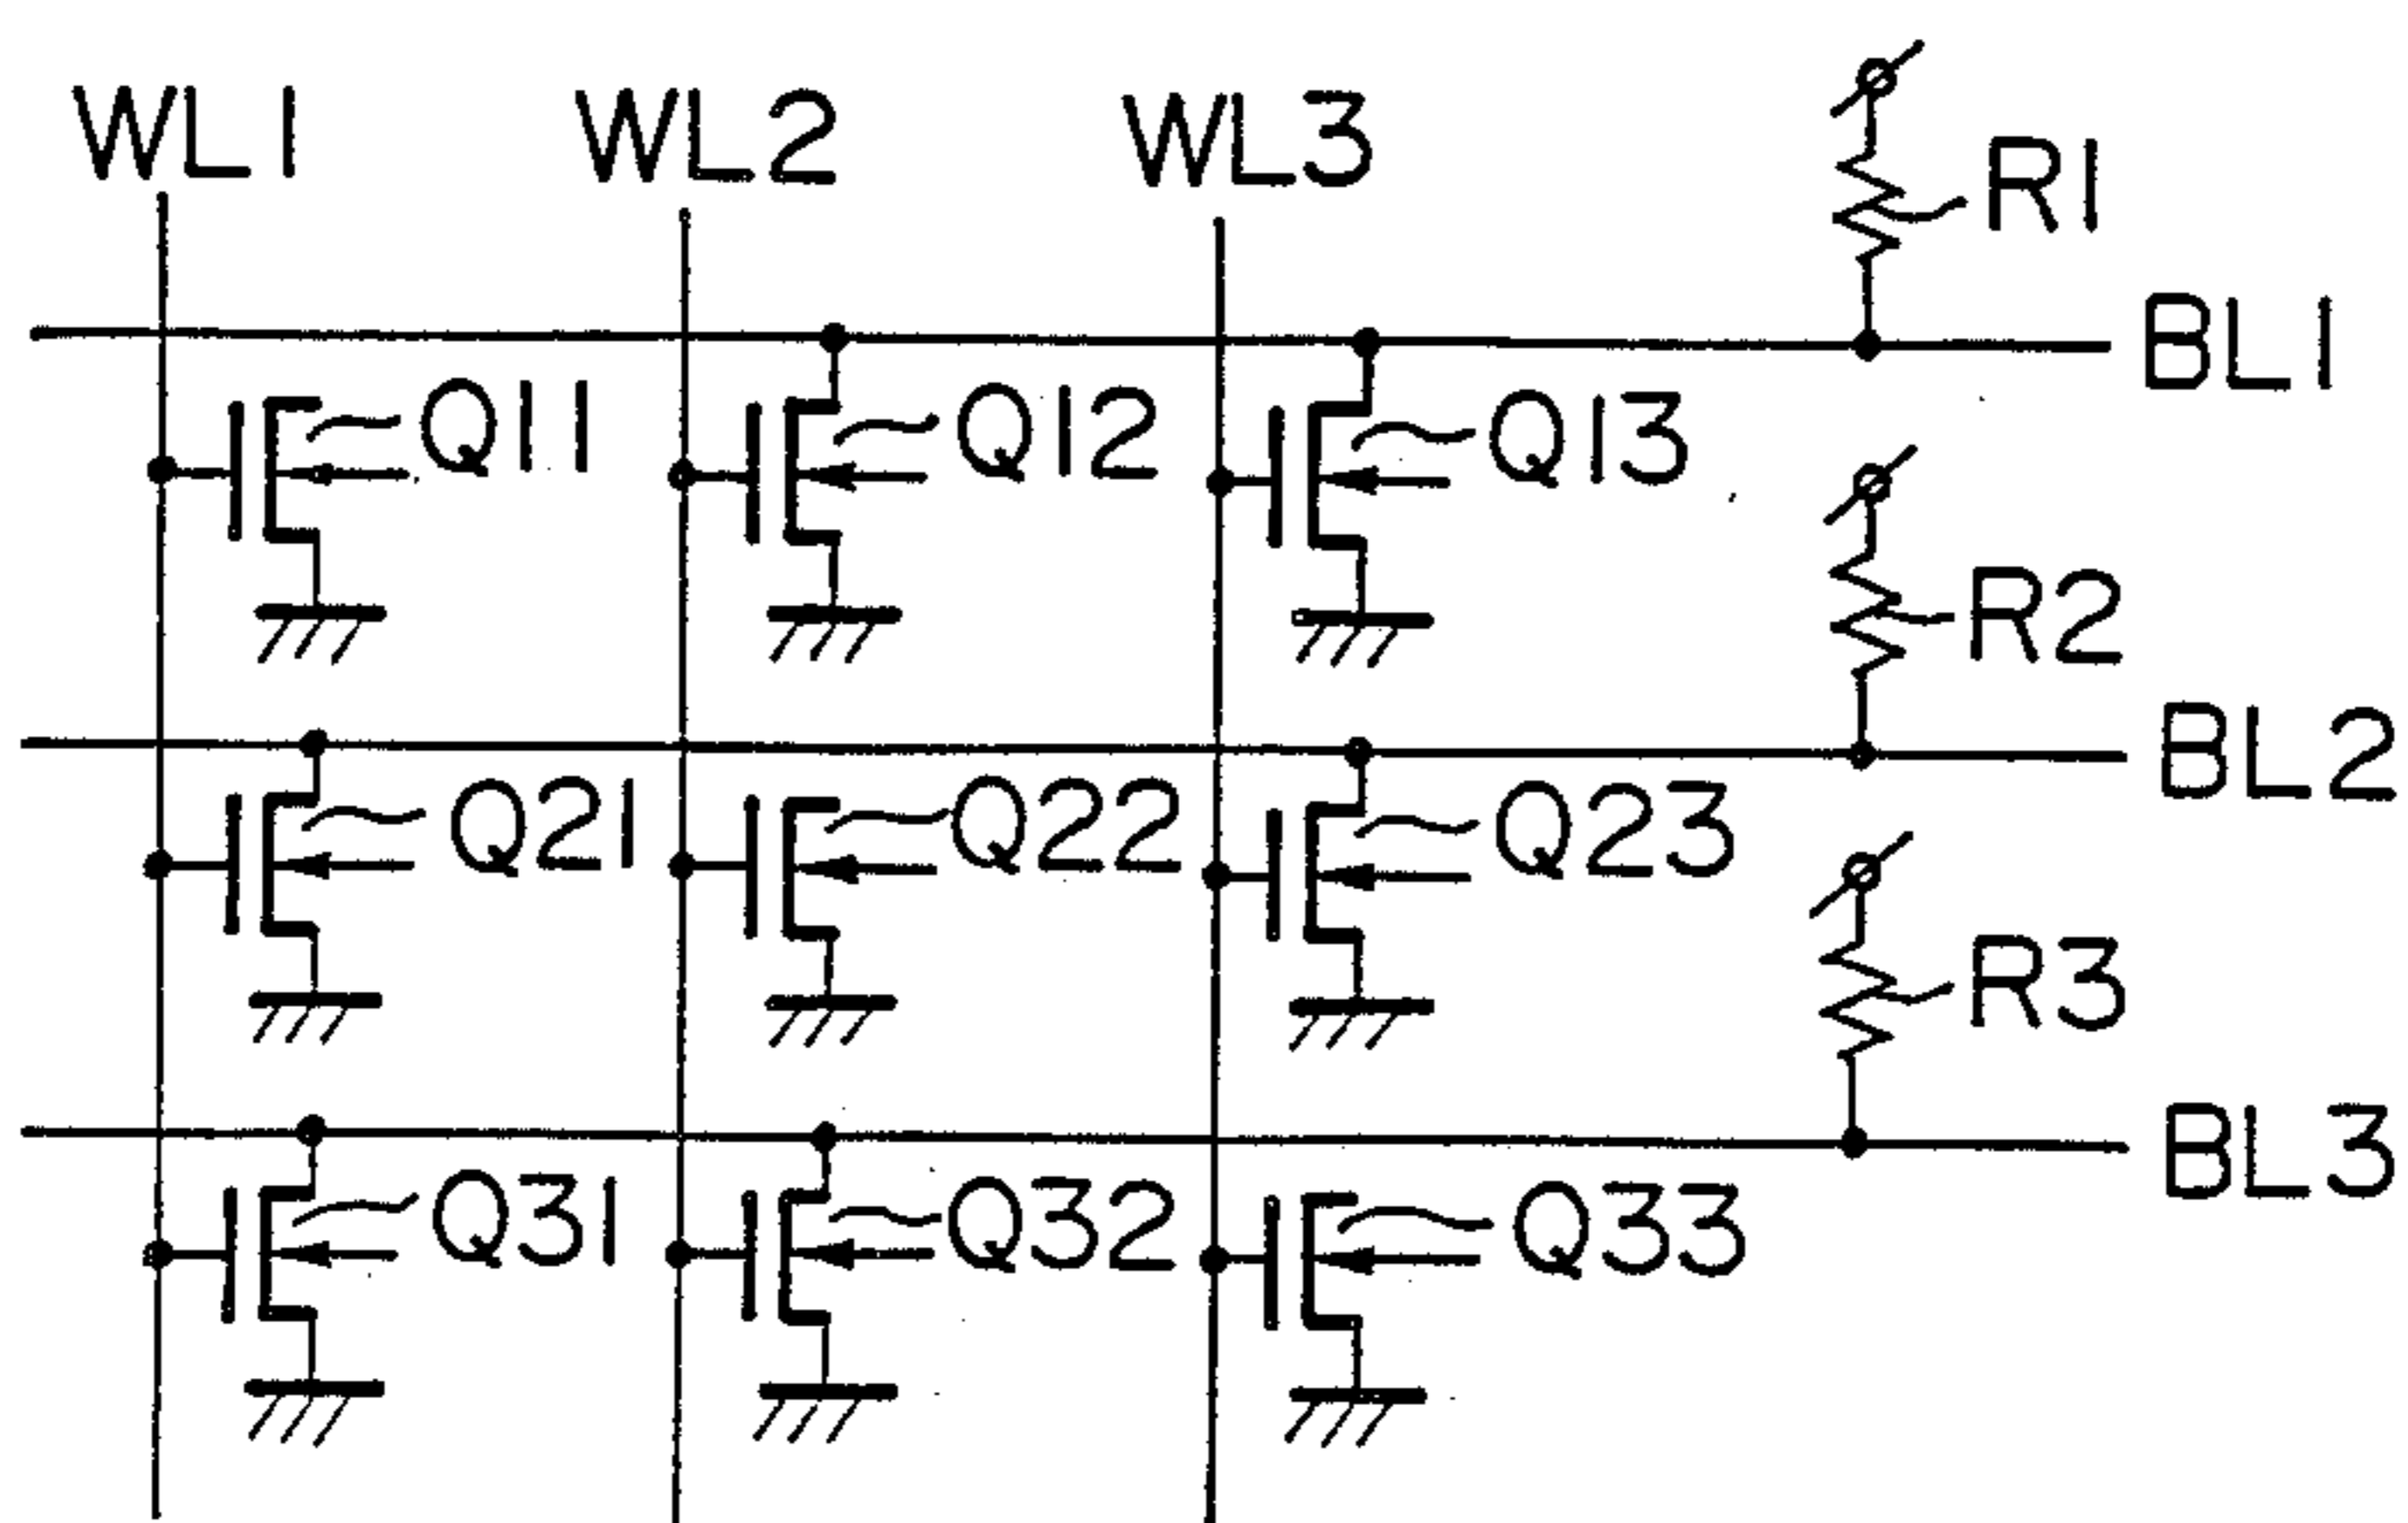 WL1 WL2 WL3
R1
BL1
Q11 Q12 Q13
R2
BL2
Q21 Q22 Q23
R3
BL3
Q31 Q32 Q33